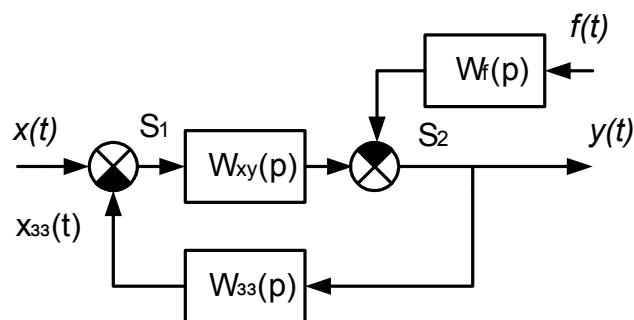 f(t)
Wf(p)
x(t)
S1
Wxy(p)
S2
y(t)
x33(t)
W33(p)